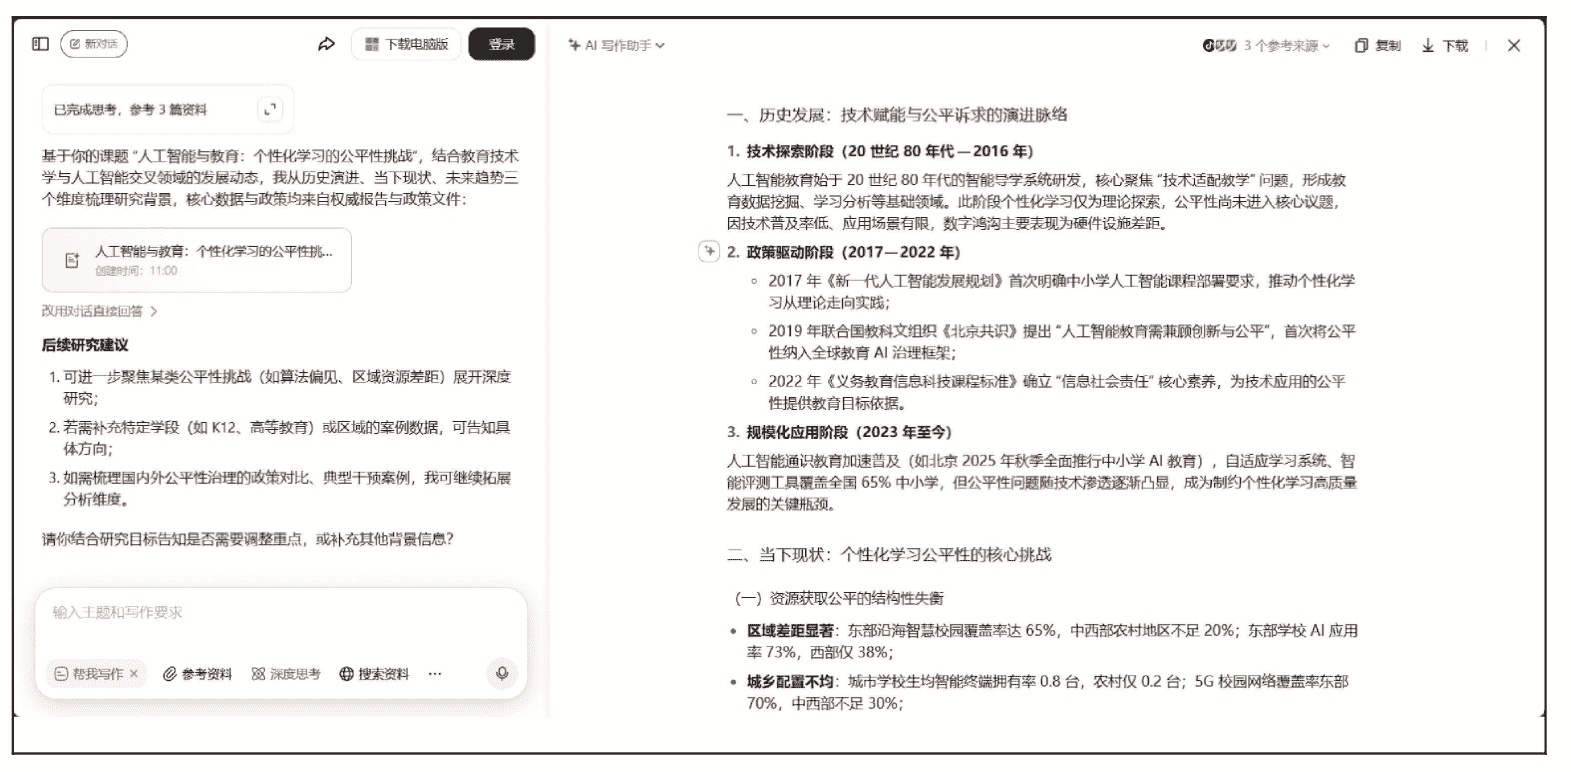 新对话
下载电脑版
登录
已完成思考，参考 3 篇资料
基于你的课题 “人工智能与教育：个性化学习的公平性挑战”，结合教育技术
学与人工智能交叉领域的发展动态，我从历史演进、当下现状、未来趋势三
个维度梳理研究背景，核心数据与政策均来自权威报告与政策文件：
人工智能与教育：个性化学习的公平性挑...
创建时间：11:00
改用对话直接回答
后续研究建议
1. 可进一步聚焦某类公平性挑战（如算法偏见、区域资源差距）展开深度
研究；
2. 若需补充特定学段（如 K12、高等教育）或区域的案例数据，可告知具
体方向；
3. 如需梳理国内外公平性治理的政策对比、典型干预案例，我可继续拓展
分析维度。
请你结合研究目标告知是否需要调整重点，或补充其他背景信息？
输入主题和写作要求
帮我写作 ×
参考资料
深度思考
搜索资料
AI 写作助手
3 个参考来源
复制
下载
一、历史发展：技术赋能与公平诉求的演进脉络
1. 技术探索阶段（20 世纪 80 年代 — 2016 年）
人工智能教育始于 20 世纪 80 年代的智能导学系统研发，核心聚焦 “技术适配教学” 问题，形成教
育数据挖掘、学习分析等基础领域。此阶段个性化学习仅为理论探索，公平性尚未进入核心议题，
因技术普及率低、应用场景有限，数字鸿沟主要表现为硬件设施差距。
2. 政策驱动阶段（2017—2022 年）
◦ 2017 年《新一代人工智能发展规划》首次明确中小学人工智能课程部署要求，推动个性化学
习从理论走向实践；
◦ 2019 年联合国教科文组织《北京共识》提出 “人工智能教育需兼顾创新与公平”，首次将公平
性纳入全球教育 AI 治理框架；
◦ 2022 年《义务教育信息科技课程标准》确立 “信息社会责任” 核心素养，为技术应用的公平
性提供教育目标依据。
3. 规模化应用阶段（2023 年至今）
人工智能通识教育加速普及（如北京 2025 年秋季全面推行中小学 AI 教育），自适应学习系统、智
能评测工具覆盖全国 65% 中小学，但公平性问题随技术渗透逐渐凸显，成为制约个性化学习高质量
发展的关键瓶颈。
二、当下现状：个性化学习公平性的核心挑战
（一）资源获取公平的结构性失衡
• 区域差距显著：东部沿海智慧校园覆盖率达 65%，中西部农村地区不足 20%；东部学校 AI 应用
率 73%，西部仅 38%；
• 城乡配置不均：城市学校生均智能终端拥有率 0.8 台，农村仅 0.2 台；5G 校园网络覆盖率东部
70%，中西部不足 30%；